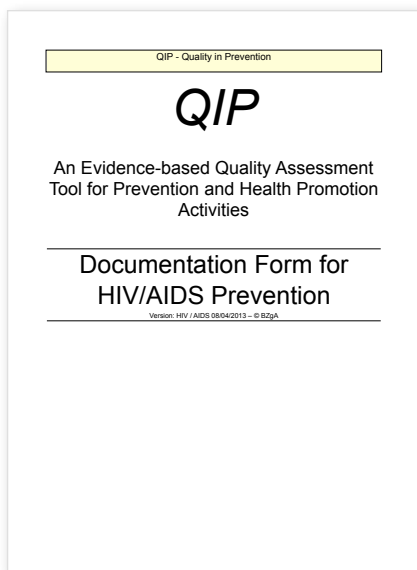 QIP - Quality in Prevention
QIP
An Evidence-based Quality Assessment
Tool for Prevention and Health Promotion
Activities
Documentation Form for
HIV/AIDS Prevention
Version: HIV / AIDS 08/04/2013 – © BZgA